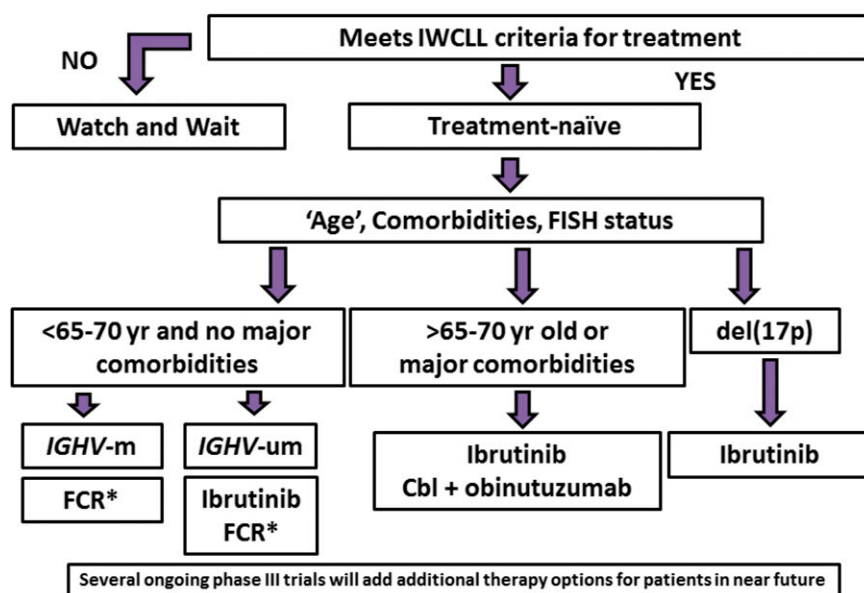 Meets IWCLL criteria for treatment
NO
YES
Watch and Wait
Treatment-naïve
‘Age’, Comorbidities, FISH status
<65-70 yr and no major
comorbidities
>65-70 yr old or
major comorbidities
del(17p)
IGHV-m
IGHV-um
FCR*
Ibrutinib
FCR*
Ibrutinib
Cbl + obinutuzumab
Ibrutinib
Several ongoing phase III trials will add additional therapy options for patients in near future